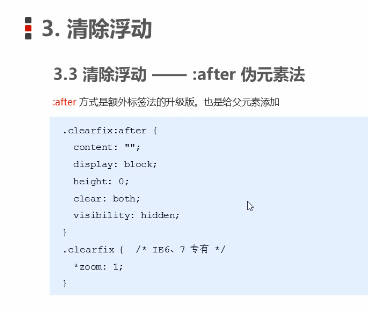 3. 清除浮动
3.3 清除浮动 —— :after 伪元素法
:after 方式是额外标签法的升级版。也是给父元素添加
.clearfix:after {
content: "";
display: block;
height: 0;
clear: both;
visibility: hidden;
}
.clearfix {  /* IE6、7 专有 */
*zoom: 1;
}